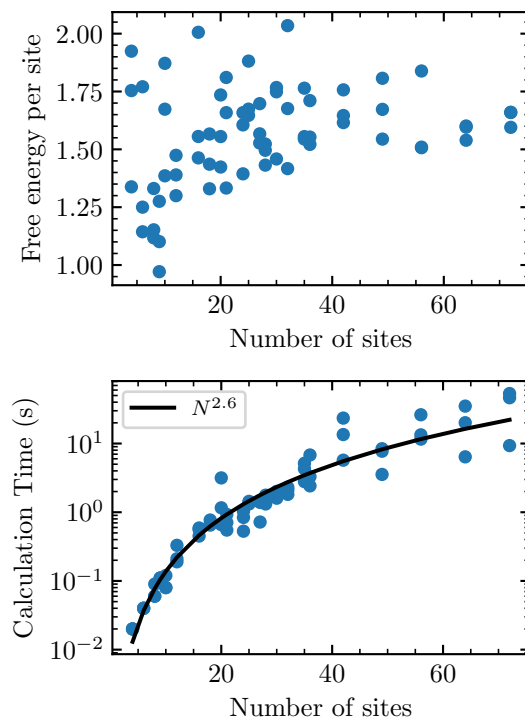 2.00
1.75
1.50
1.25
1.00
Free energy per site
20 40 60
Number of sites
N^{2.6}
10^1
10^0
10^{-1}
10^{-2}
Calculation Time (s)
20 40 60
Number of sites